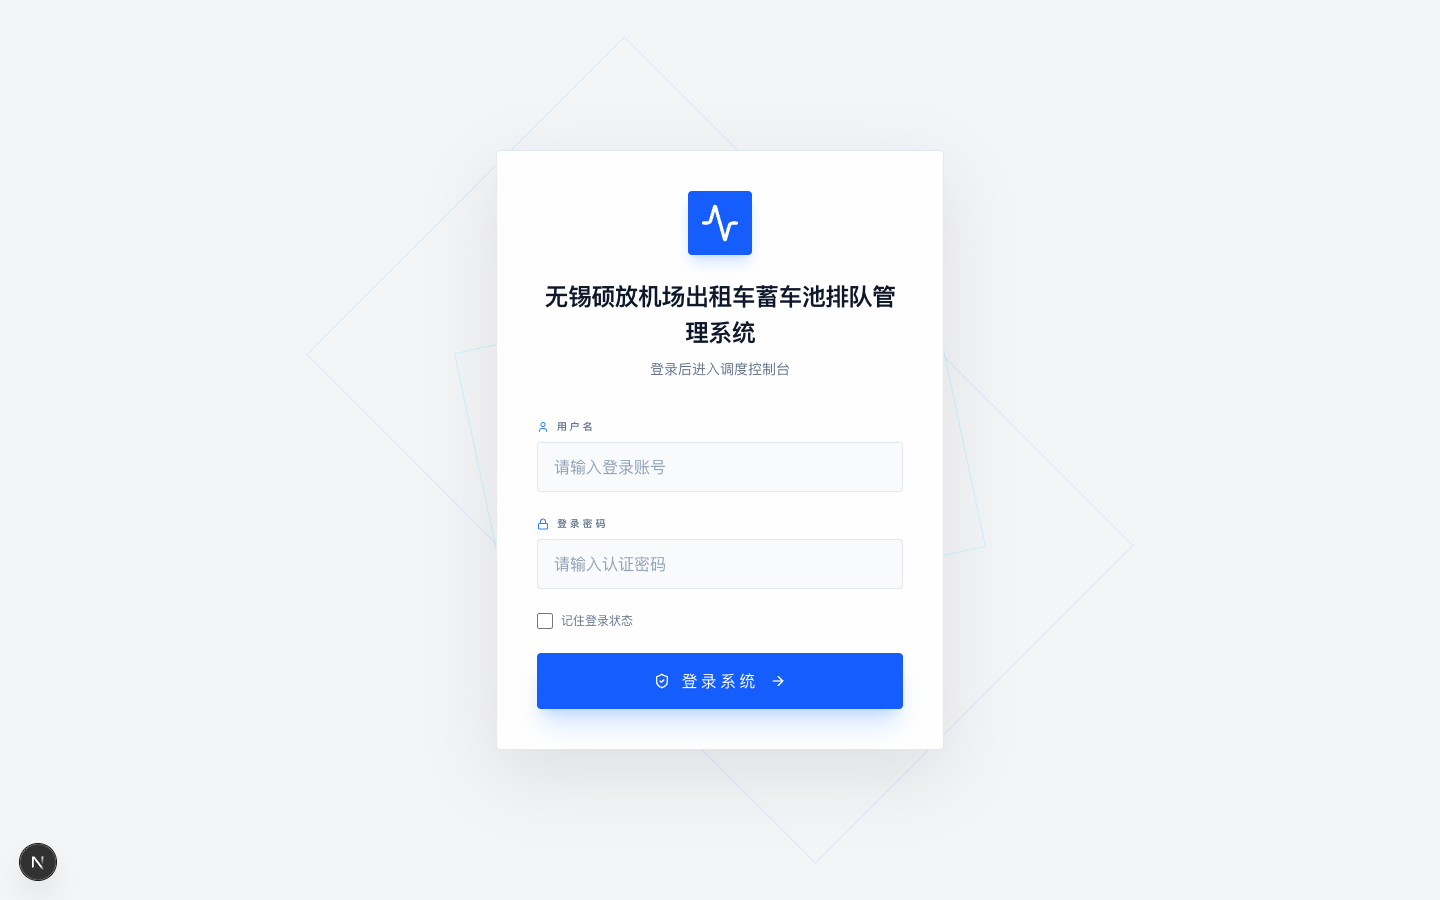 无锡硕放机场出租车蓄车池排队管
理系统
登录后进入调度控制台
用户名
请输入登录账号
登录密码
请输入认证密码
记住登录状态
登录系统
N